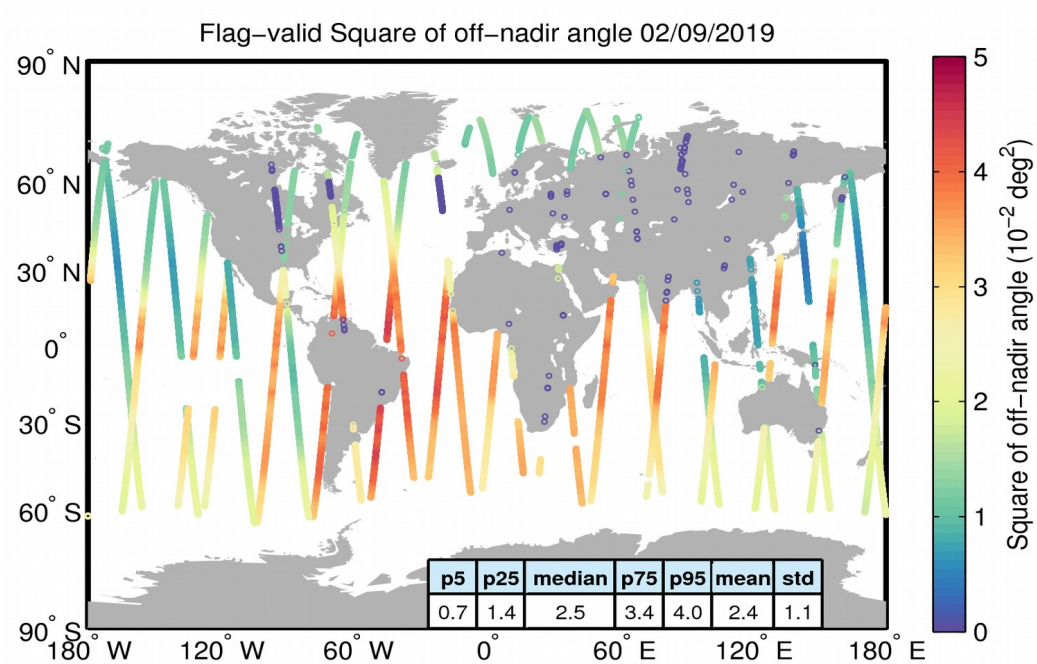 Flag−valid Square of off−nadir angle 02/09/2019
90° N
60° N
30° N
0°
30° S
60° S
90° S
180° W 120° W 60° W 0° 60° E 120° E 180° E
p5 p25 median p75 p95 mean std
0.7 1.4 2.5 3.4 4.0 2.4 1.1
5
4
3
2
1
0
Square of off−nadir angle (10⁻² deg²)